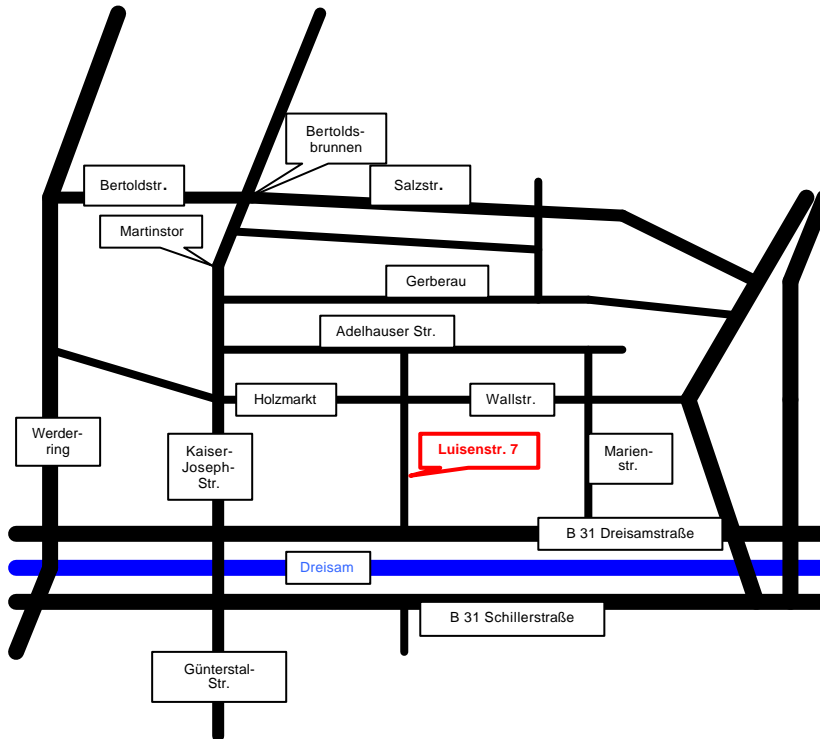 Bertolds-
brunnen
Bertoldstr.
Salzstr.
Martinstor
Gerberau
Adelhauser Str.
Holzmarkt
Wallstr.
Werder-
ring
Kaiser-
Joseph-
Str.
Luisenstr. 7
Marien-
str.
B 31 Dreisamstraße
Dreisam
B 31 Schillerstraße
Günterstal-
Str.